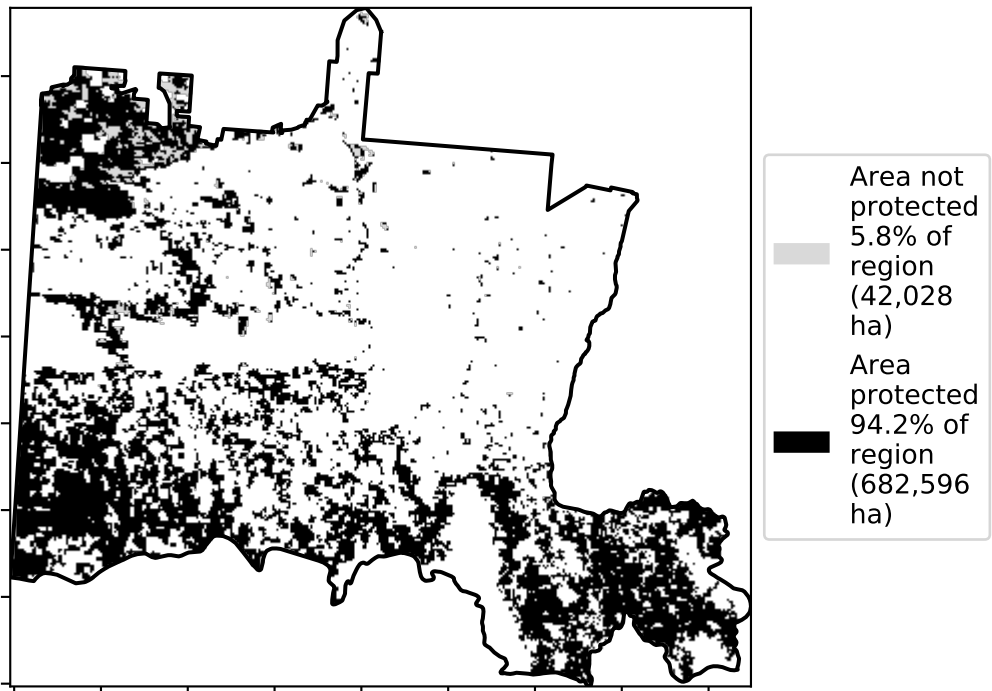 Area not
protected
5.8% of
region
(42,028
ha)
Area
protected
94.2% of
region
(682,596
ha)